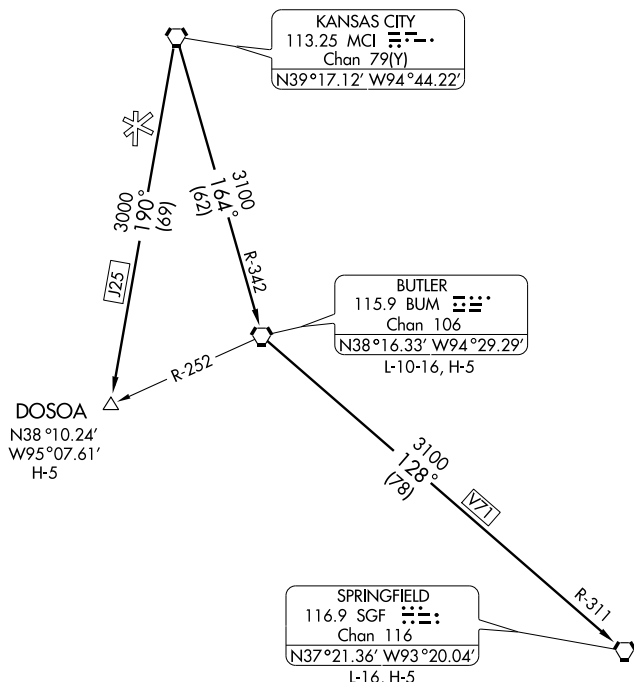 KANSAS CITY
113.25 MCI
Chan 79(Y)
N39°17.12' W94°44.22'
3000
190°
(69)
J25
3100
164°
(62)
R-342
BUTLER
115.9 BUM
Chan 106
N38°16.33' W94°29.29'
L-10-16, H-5
R-252
DOSOA
N38°10.24'
W95°07.61'
H-5
3100
128°
(78)
V71
R-311
SPRINGFIELD
116.9 SGF
Chan 116
N37°21.36' W93°20.04'
L-16, H-5